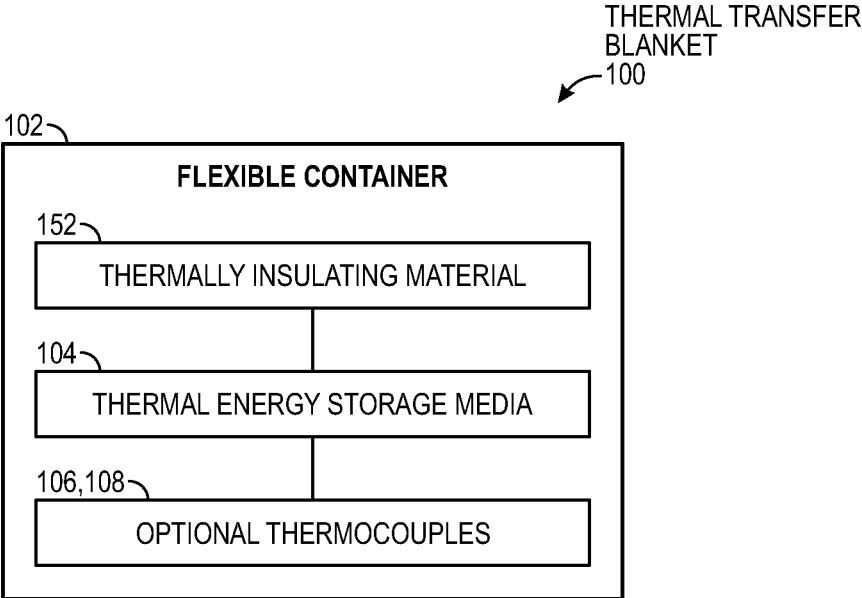 THERMAL TRANSFER
BLANKET
100
102
FLEXIBLE CONTAINER
152
THERMALLY INSULATING MATERIAL
104
THERMAL ENERGY STORAGE MEDIA
106,108
OPTIONAL THERMOCOUPLES